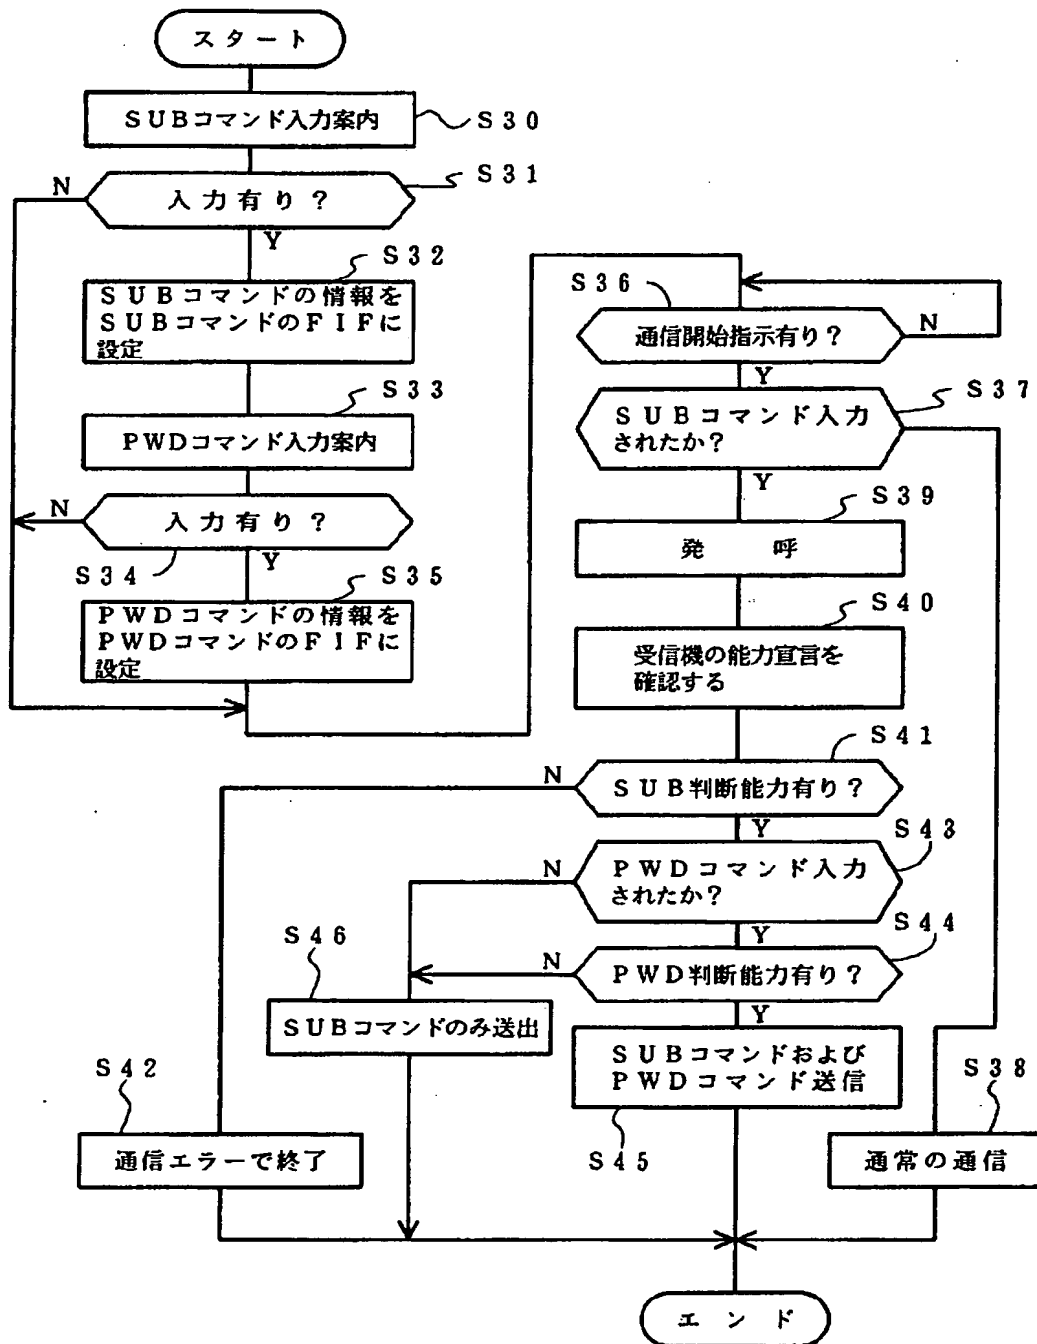 スタート
SUBコマンド入力案内
S30
S31
N
入力有り？
Y
S32
SUBコマンドの情報を
SUBコマンドのFIFに
設定
S33
PWDコマンド入力案内
N
入力有り？
S34
Y
S35
PWDコマンドの情報を
PWDコマンドのFIFに
設定
S36
通信開始指示有り？
N
Y
S37
SUBコマンド入力
されたか？
Y
S39
発呼
S40
受信機の能力宣言を
確認する
S41
N
SUB判断能力有り？
Y
S43
N
PWDコマンド入力
されたか？
Y
S44
S46
N
PWD判断能力有り？
Y
SUBコマンドのみ送出
SUBコマンドおよび
PWDコマンド送信
S42
S38
通信エラーで終了
S45
通常の通信
エンド